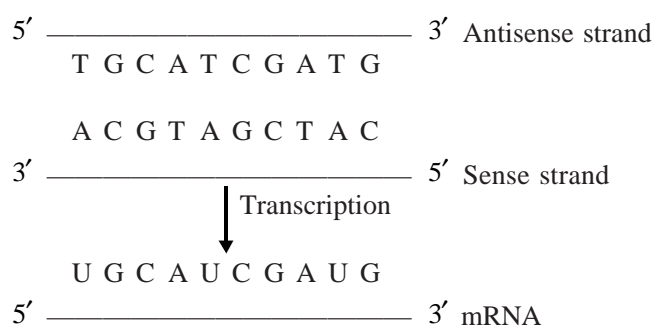 5′ 3′ Antisense strand
T G C A T C G A T G
A C G T A G C T A C
3′ 5′ Sense strand
Transcription
U G C A U C G A U G
5′ 3′ mRNA